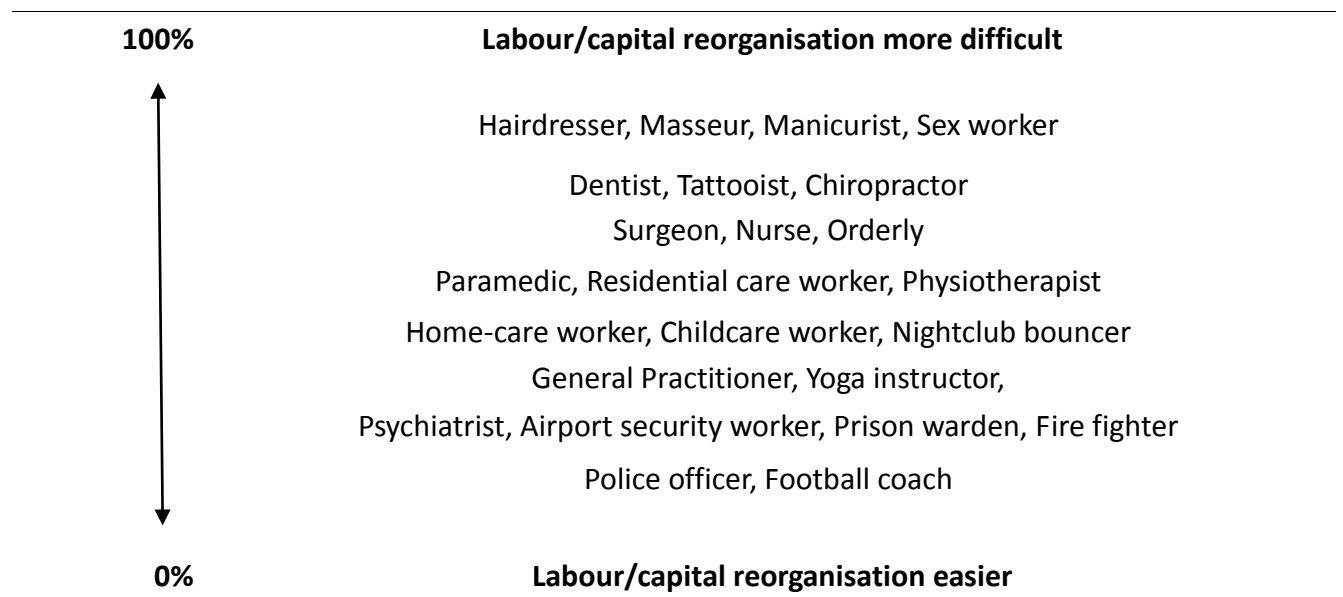 100% Labour/capital reorganisation more difficult
Hairdresser, Masseur, Manicurist, Sex worker
Dentist, Tattooist, Chiropractor
Surgeon, Nurse, Orderly
Paramedic, Residential care worker, Physiotherapist
Home-care worker, Childcare worker, Nightclub bouncer
General Practitioner, Yoga instructor,
Psychiatrist, Airport security worker, Prison warden, Fire fighter
Police officer, Football coach
0% Labour/capital reorganisation easier